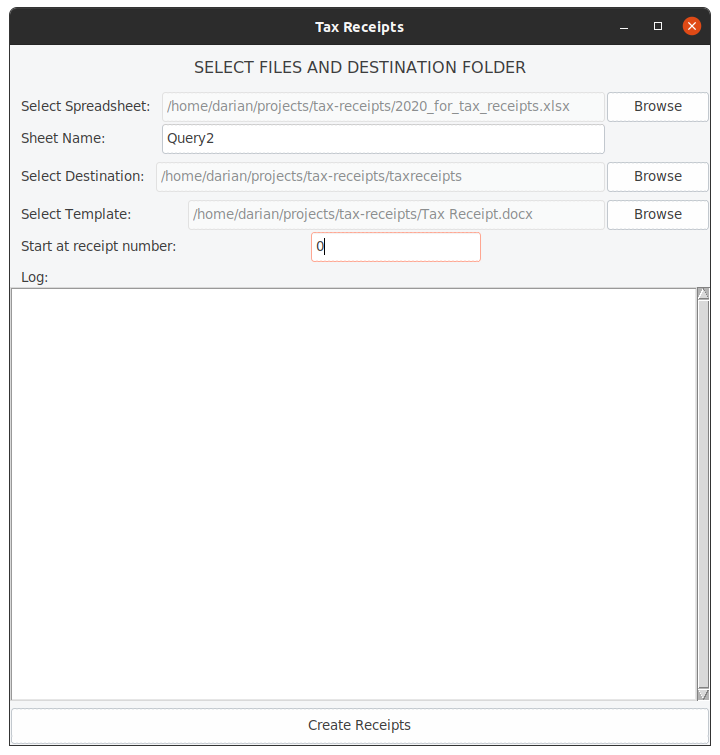 Tax Receipts
SELECT FILES AND DESTINATION FOLDER
Select Spreadsheet: /home/darian/projects/tax-receipts/2020_for_tax_receipts.xlsx Browse
Sheet Name: Query2
Select Destination: /home/darian/projects/tax-receipts/taxreceipts Browse
Select Template: /home/darian/projects/tax-receipts/Tax Receipt.docx Browse
Start at receipt number: 0
Log:
Create Receipts